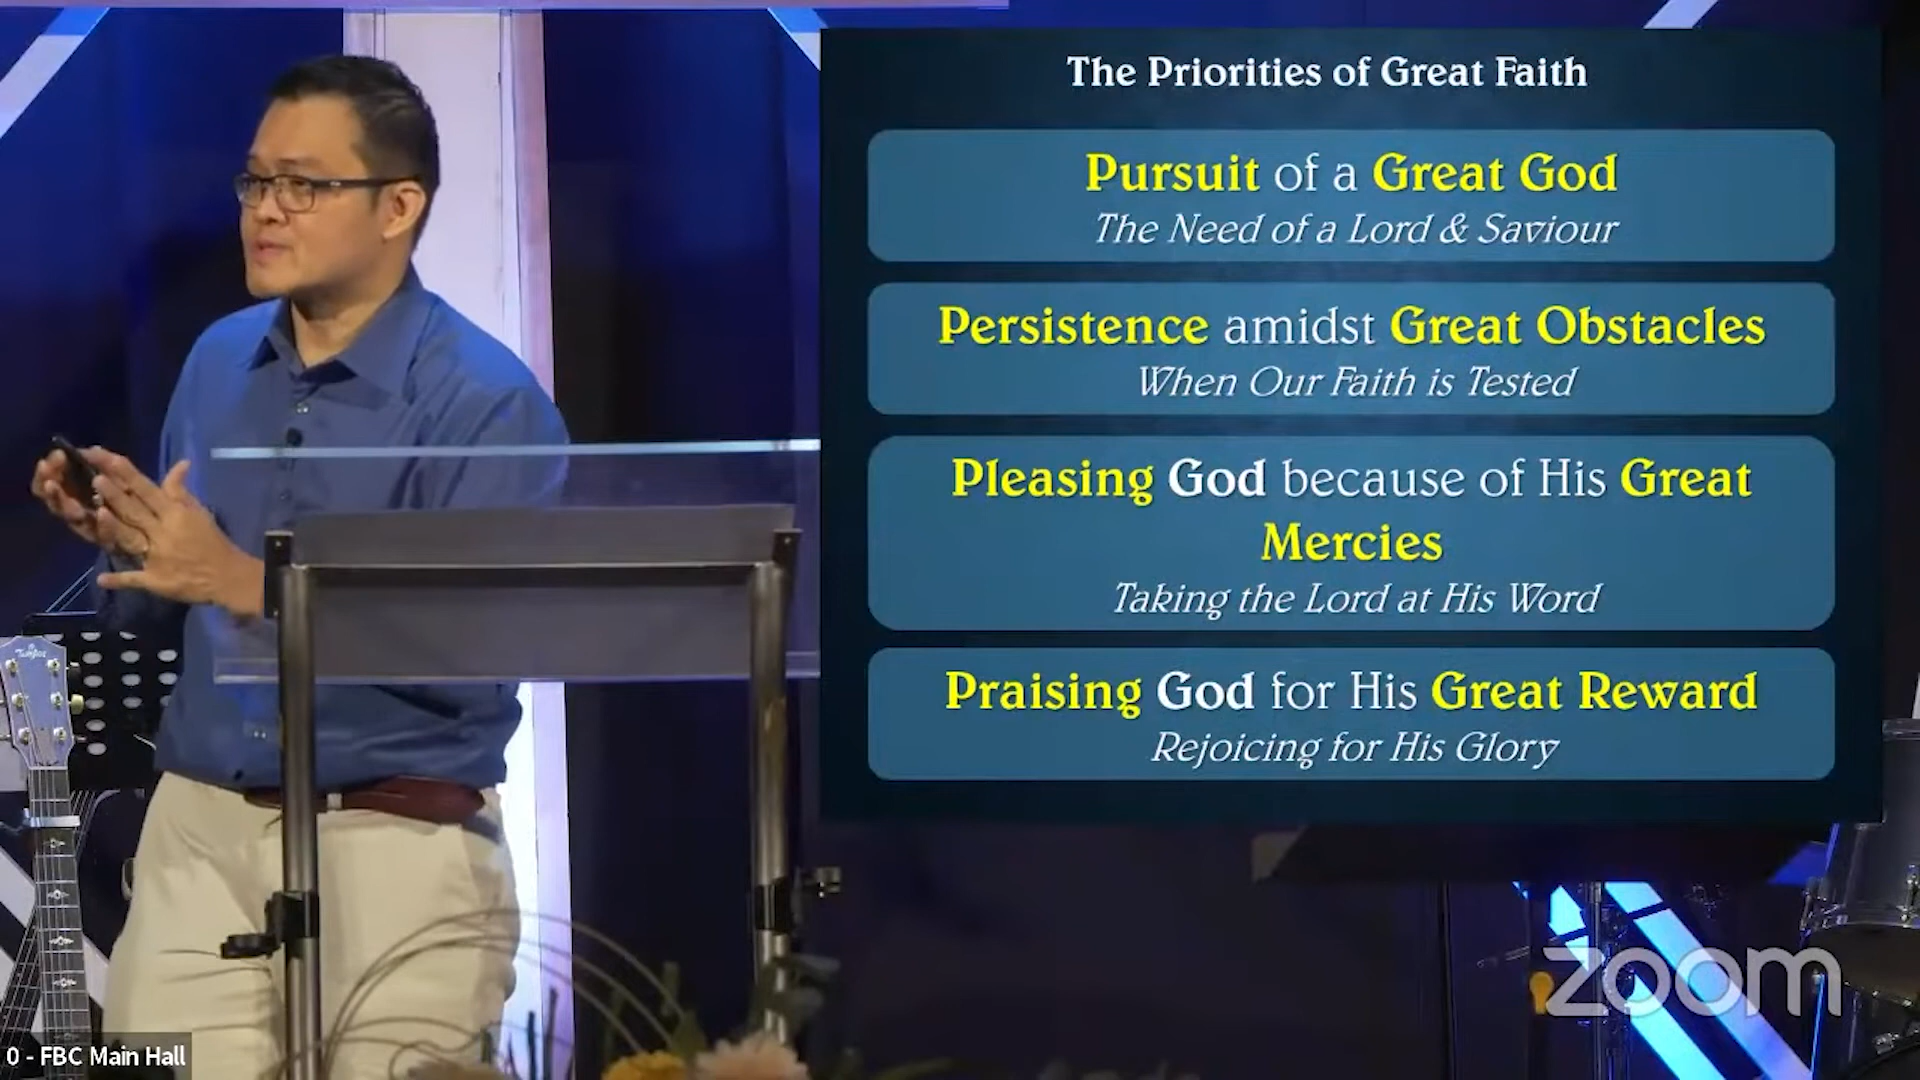 The Priorities of Great Faith
Pursuit of a Great God
The Need of a Lord & Saviour
Persistence amidst Great Obstacles
When Our Faith is Tested
Pleasing God because of His Great
Mercies
Taking the Lord at His Word
Praising God for His Great Reward
Rejoicing for His Glory
Taylor
zoom
0 - FBC Main Hall